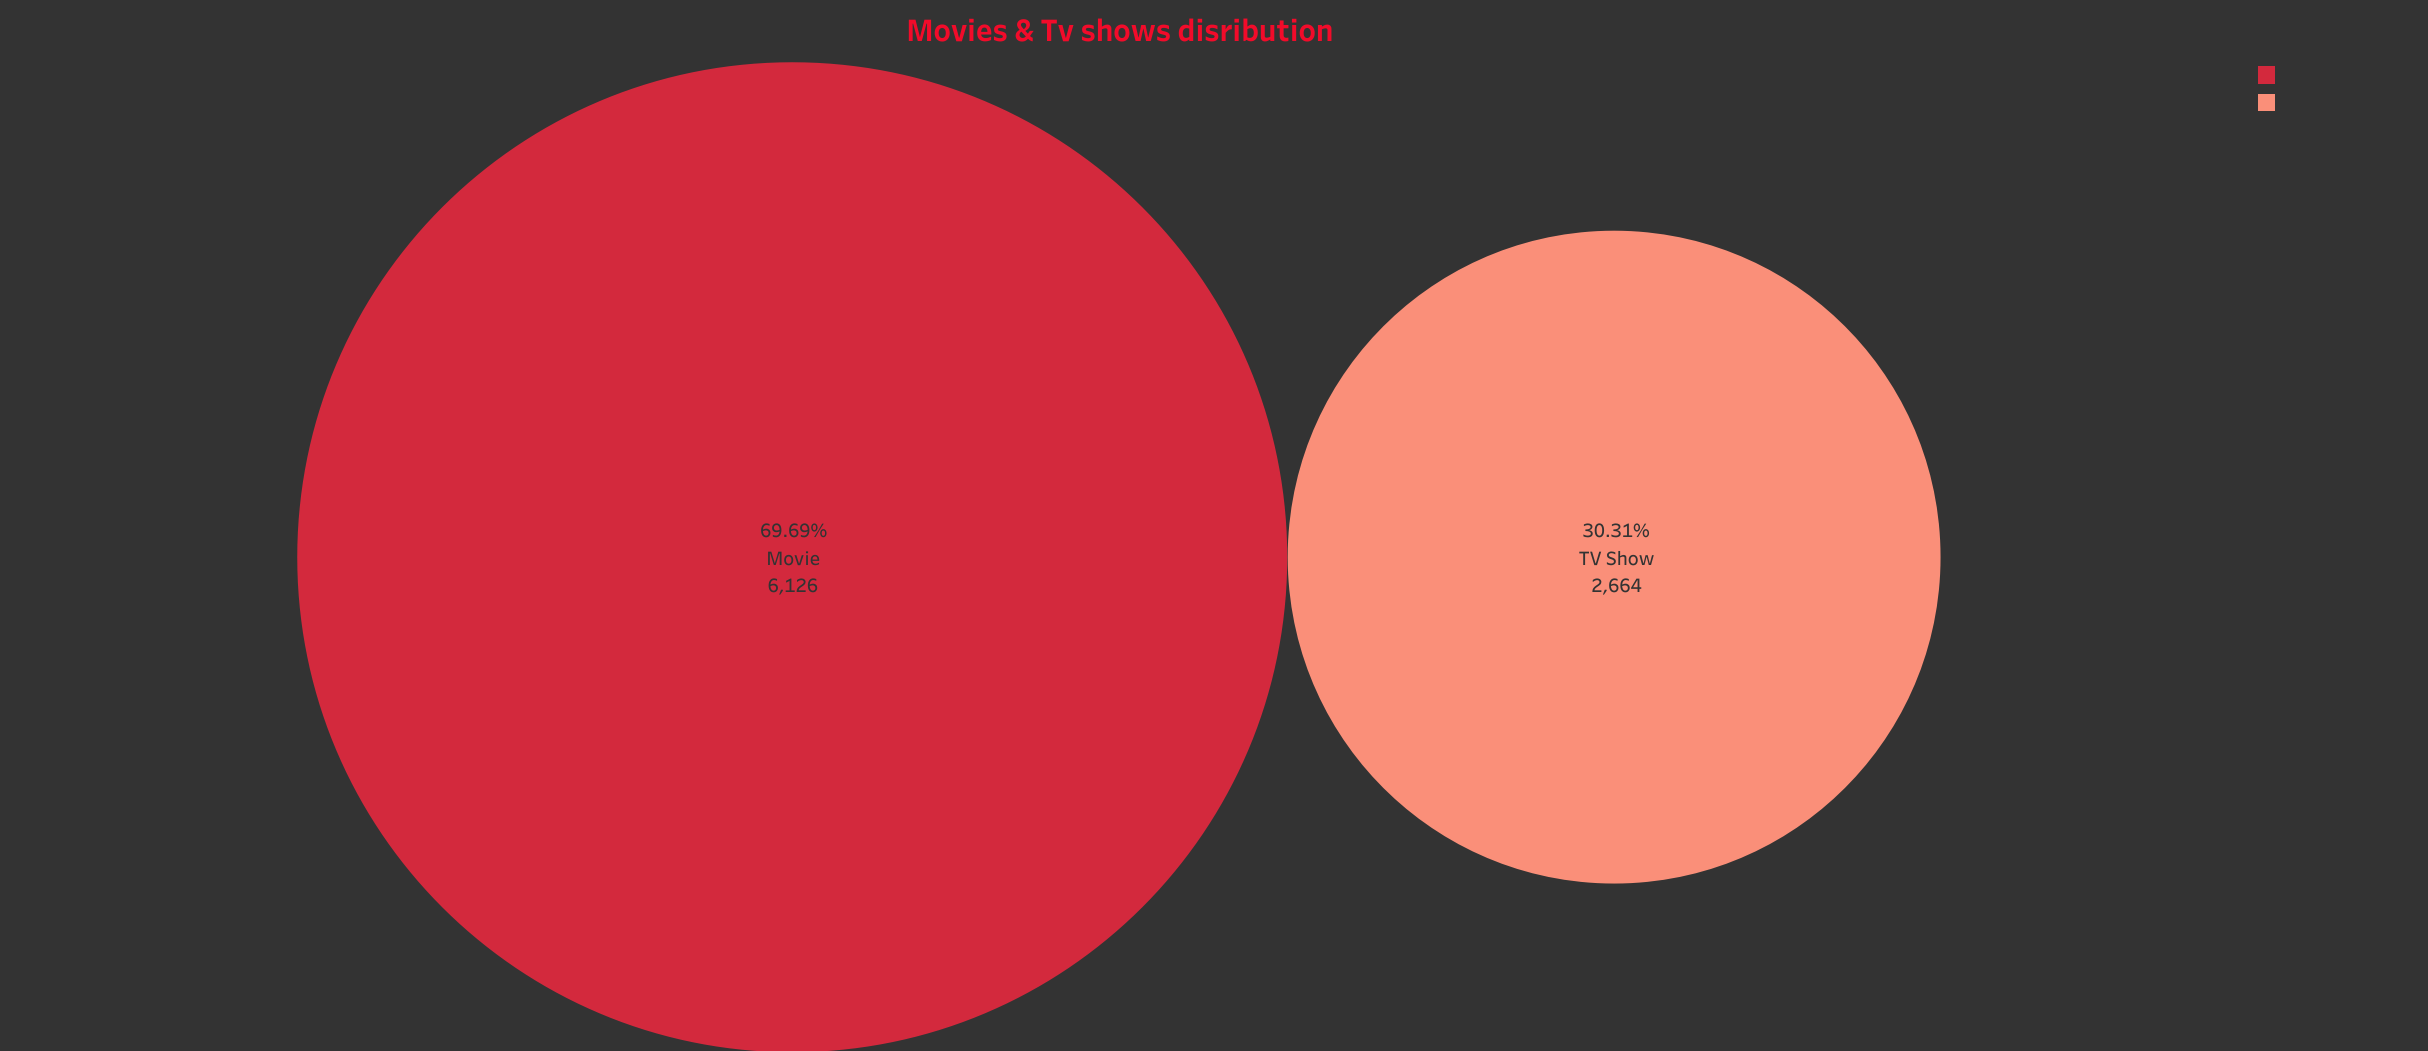 Movies & Tv shows disribution
69.69%
Movie
6,126
30.31%
TV Show
2,664